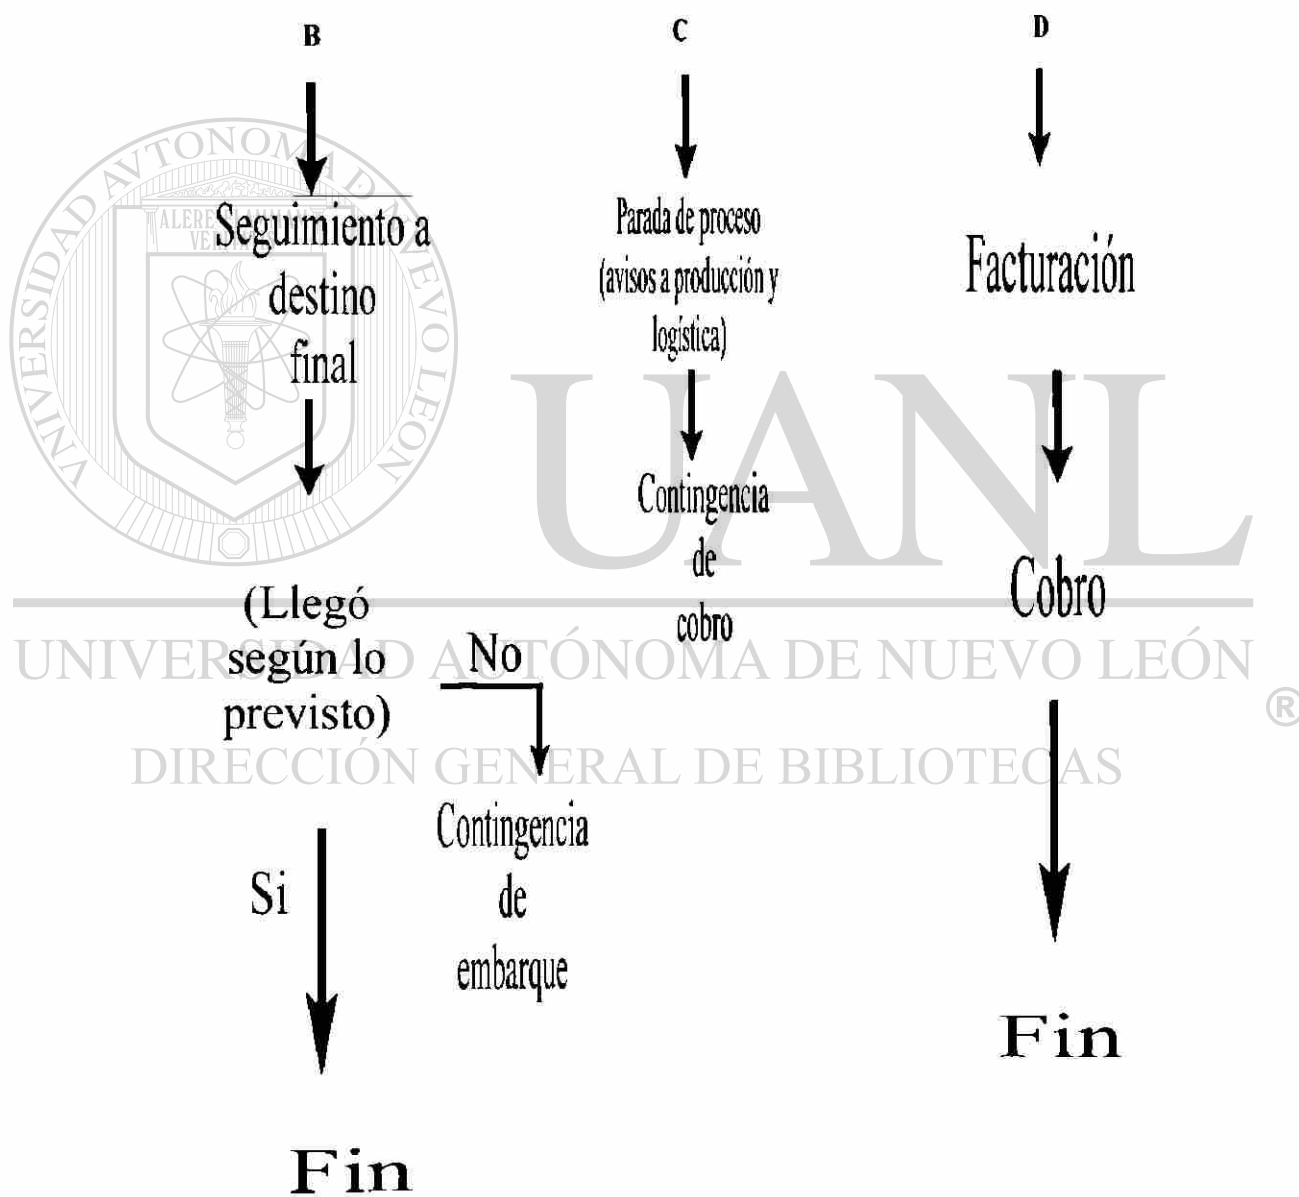 B
Seguimiento a
destino
final
(Llegó
según lo
previsto)
No
Contingencia
de
embarque
Si
Fin
C
Parada de proceso
(avisos a producción y
logística)
Contingencia
de
cobro
D
Facturación
Cobro
Fin
UANL
UNIVERSIDAD AUTÓNOMA DE NUEVO LEÓN
®
DIRECCIÓN GENERAL DE BIBLIOTECAS